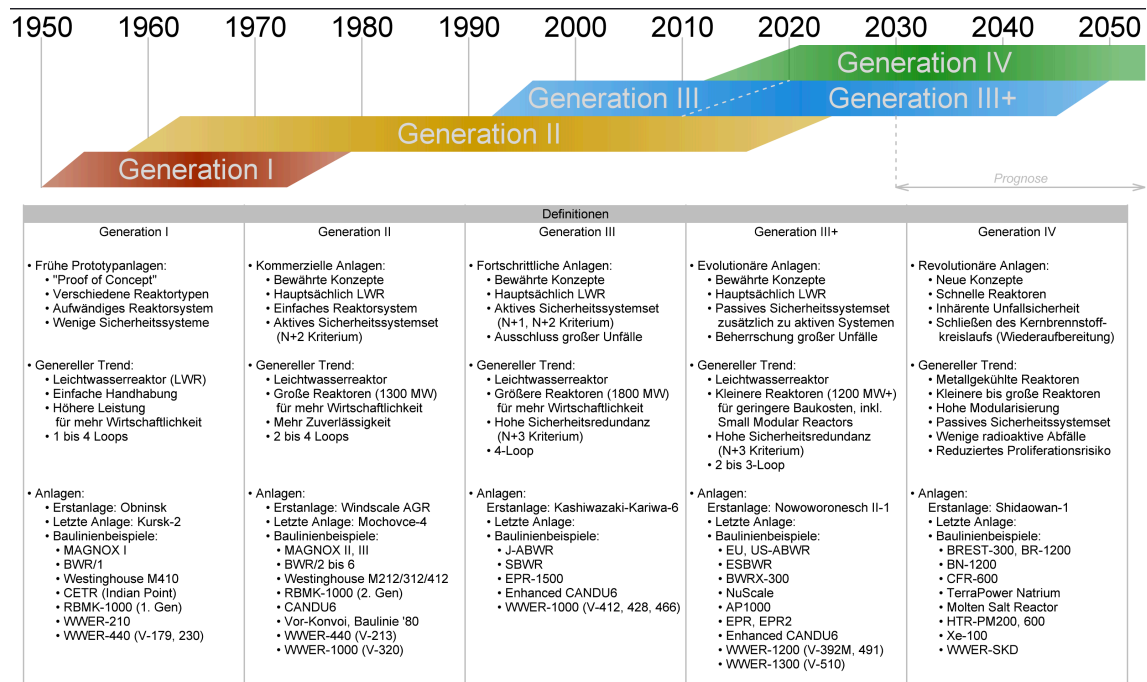 1950 1960 1970 1980 1990 2000 2010 2020 2030 2040 2050
Generation IV
Generation III Generation III+
Generation II
Generation I
Prognose
Definitionen
Generation I
• Frühe Prototypanlagen:
• "Proof of Concept"
• Verschiedene Reaktortypen
• Aufwändiges Reaktorsystem
• Wenige Sicherheitssysteme
• Genereller Trend:
• Leichtwasserreaktor (LWR)
• Einfache Handhabung
• Höhere Leistung
für mehr Wirtschaftlichkeit
• 1 bis 4 Loops
• Anlagen:
• Erstanlage: Obninsk
• Letzte Anlage: Kursk-2
• Baulinienbeispiele:
• MAGNOX I
• BWR/1
• Westinghouse M410
• CETR (Indian Point)
• RBMK-1000 (1. Gen)
• WWER-210
• WWER-440 (V-179, 230)
Generation II
• Kommerzielle Anlagen:
• Bewährte Konzepte
• Hauptsächlich LWR
• Einfaches Reaktorsystem
• Aktives Sicherheitssystemset
(N+2 Kriterium)
• Genereller Trend:
• Leichtwasserreaktor
• Große Reaktoren (1300 MW)
für mehr Wirtschaftlichkeit
• Mehr Zuverlässigkeit
• 2 bis 4 Loops
• Anlagen:
• Erstanlage: Windscale AGR
• Letzte Anlage: Mochovce-4
• Baulinienbeispiele:
• MAGNOX II, III
• BWR/2 bis 6
• Westinghouse M212/312/412
• RBMK-1000 (2. Gen)
• CANDU6
• Vor-Konvoi, Baulinie '80
• WWER-440 (V-213)
• WWER-1000 (V-320)
Generation III
• Fortschrittliche Anlagen:
• Bewährte Konzepte
• Hauptsächlich LWR
• Aktives Sicherheitssystemset
(N+1, N+2 Kriterium)
• Ausschluss großer Unfälle
• Genereller Trend:
• Leichtwasserreaktor
• Größere Reaktoren (1800 MW)
für mehr Wirtschaftlichkeit
• Hohe Sicherheitsredundanz
(N+3 Kriterium)
• 4-Loop
• Anlagen:
Erstanlage: Kashiwazaki-Kariwa-6
• Letzte Anlage:
• Baulinienbeispiele:
• J-ABWR
• SBWR
• EPR-1500
• Enhanced CANDU6
• WWER-1000 (V-412, 428, 466)
Generation III+
• Evolutionäre Anlagen:
• Bewährte Konzepte
• Hauptsächlich LWR
• Passives Sicherheitssystemset
zusätzlich zu aktiven Systemen
• Beherrschung großer Unfälle
• Genereller Trend:
• Leichtwasserreaktor
• Kleinere Reaktoren (1200 MW+)
für geringere Baukosten, inkl.
Small Modular Reactors
• Hohe Sicherheitsredundanz
(N+3 Kriterium)
• 2 bis 3-Loop
• Anlagen:
Erstanlage: Nowoworonesch II-1
• Letzte Anlage:
• Baulinienbeispiele:
• EU, US-ABWR
• ESBWR
• BWRX-300
• NuScale
• AP1000
• EPR, EPR2
• Enhanced CANDU6
• WWER-1200 (V-392M, 491)
• WWER-1300 (V-510)
Generation IV
• Revolutionäre Anlagen:
• Neue Konzepte
• Schnelle Reaktoren
• Inhärente Unfallsicherheit
• Schließen des Kernbrennstoff-
kreislaufs (Wiederaufbereitung)
• Genereller Trend:
• Metallgekühlte Reaktoren
• Kleinere bis große Reaktoren
• Hohe Modularisierung
• Passives Sicherheitssystemset
• Wenige radioaktive Abfälle
• Reduziertes Proliferationsrisiko
• Anlagen:
Erstanlage: Shidaowan-1
• Letzte Anlage:
• Baulinienbeispiele:
• BREST-300, BR-1200
• BN-1200
• CFR-600
• TerraPower Natrium
• Molten Salt Reactor
• HTR-PM200, 600
• Xe-100
• WWER-SKD